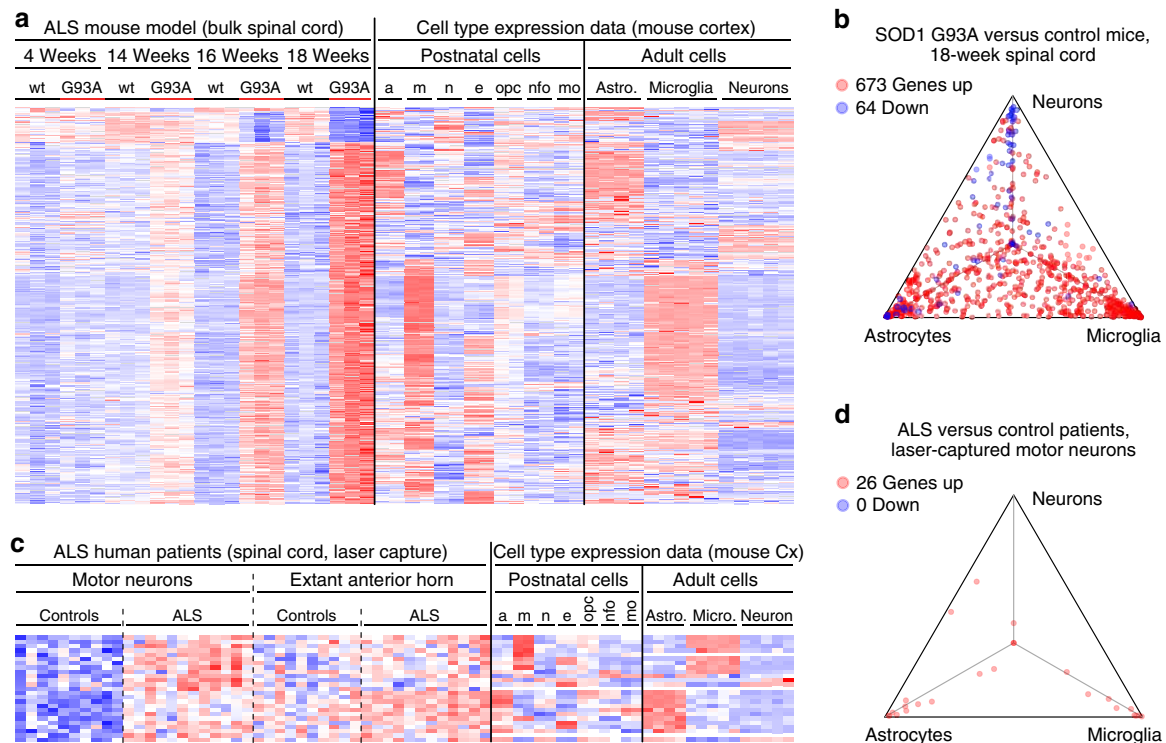 a
ALS mouse model (bulk spinal cord)
Cell type expression data (mouse cortex)
4 Weeks 14 Weeks 16 Weeks 18 Weeks
Postnatal cells
Adult cells
wt G93A wt G93A wt G93A wt G93A
a m n e opc nfo mo
Astro. Microglia Neurons
b
SOD1 G93A versus control mice,
18-week spinal cord
673 Genes up
64 Down
Neurons
Astrocytes
Microglia
c
ALS human patients (spinal cord, laser capture)
Cell type expression data (mouse Cx)
Motor neurons
Extant anterior horn
Postnatal cells
Adult cells
Controls ALS Controls ALS
a m n e opc nfo mo
Astro. Micro. Neuron
d
ALS versus control patients,
laser-captured motor neurons
26 Genes up
0 Down
Neurons
Astrocytes
Microglia